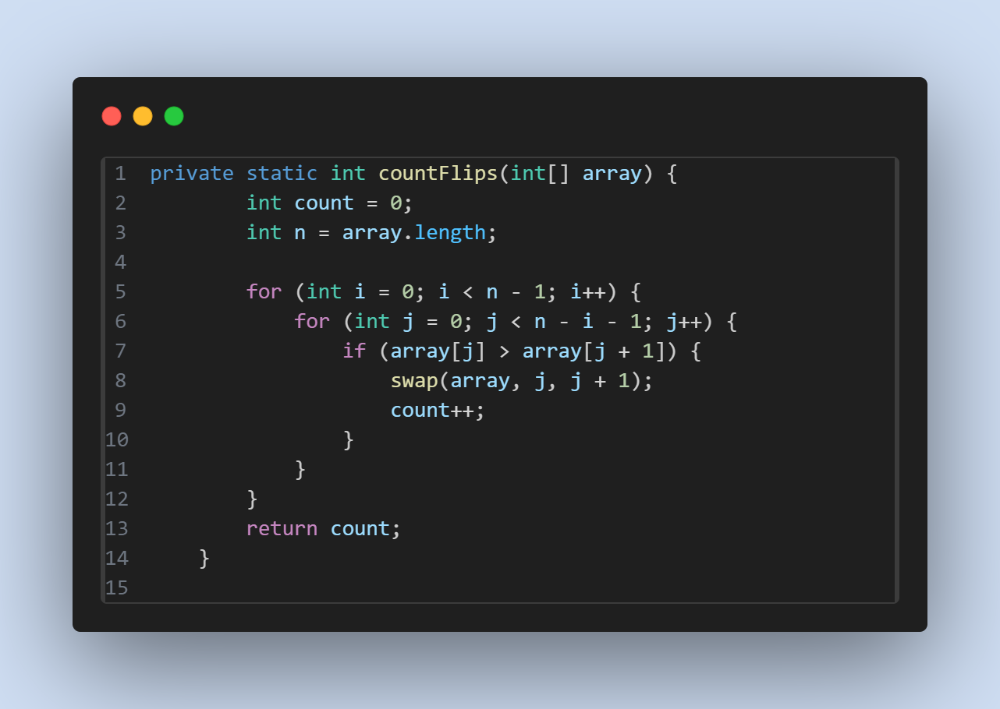 1 private static int countFlips(int[] array) {
2         int count = 0;
3         int n = array.length;
4
5         for (int i = 0; i < n - 1; i++) {
6             for (int j = 0; j < n - i - 1; j++) {
7                 if (array[j] > array[j + 1]) {
8                     swap(array, j, j + 1);
9                     count++;
10                 }
11             }
12         }
13         return count;
14     }
15